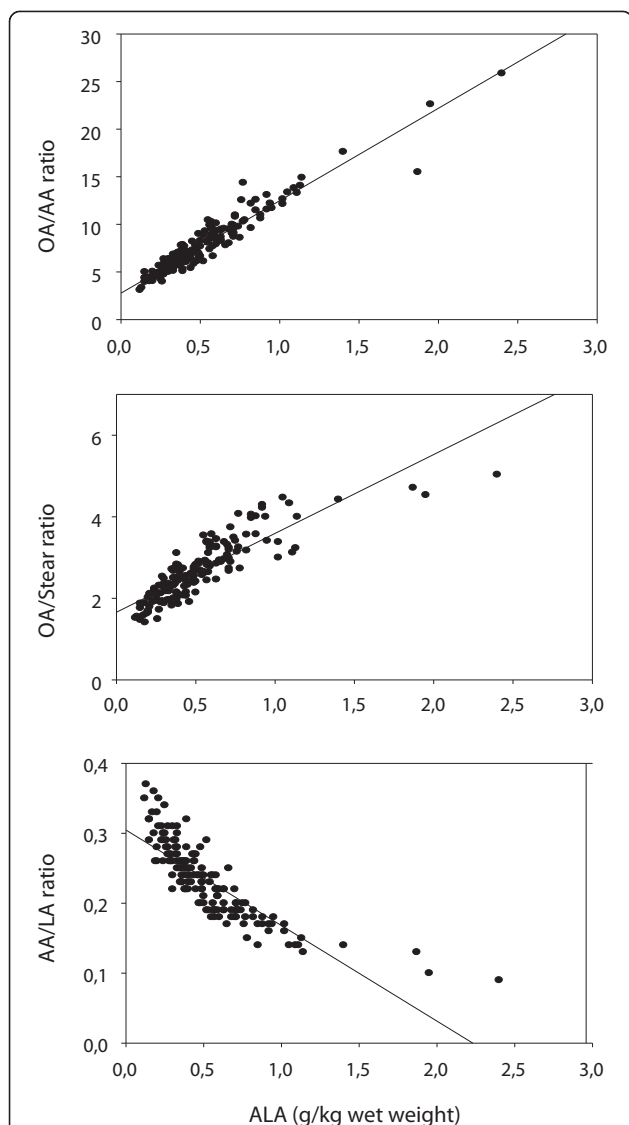 30
25
20
15
10
5
0
OA/AA ratio
0,0 0,5 1,0 1,5 2,0 2,5 3,0
6
4
2
0
OA/Stear ratio
0,0 0,5 1,0 1,5 2,0 2,5 3,0
0,4
0,3
0,2
0,1
0,0
AA/LA ratio
0,0 0,5 1,0 1,5 2,0 2,5 3,0
ALA (g/kg wet weight)